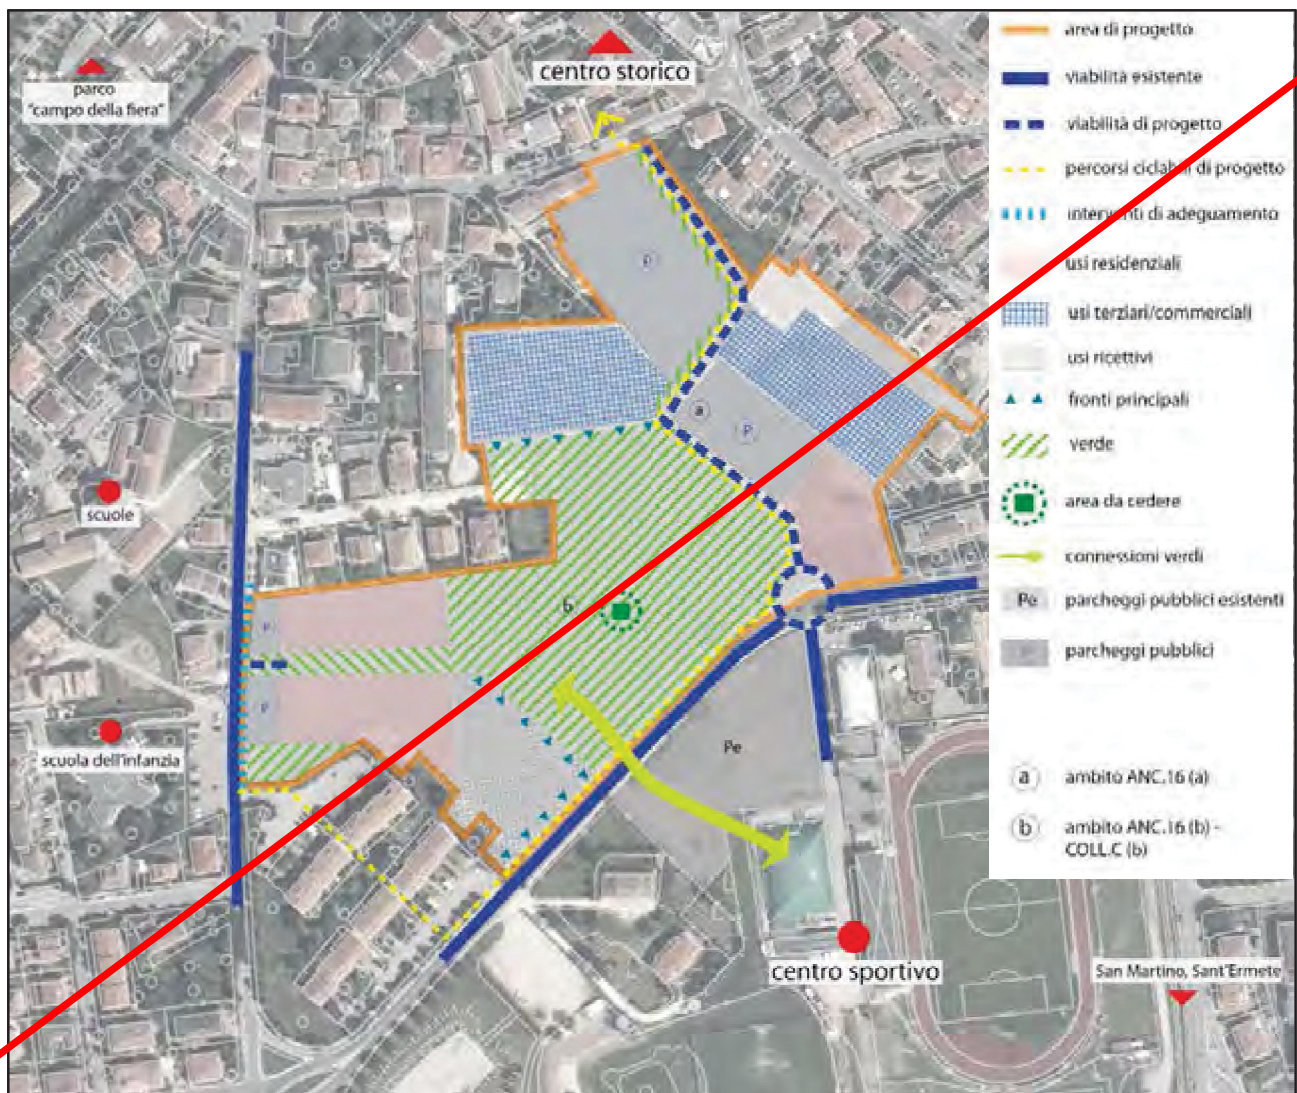 parco
"campo della fiera"
centro storico
P
a
P
scuole
b
P
P
scuola dell'infanzia
Pe
centro sportivo
San Martino, Sant'Ermete
area di progetto
viabilità esistente
viabilità di progetto
percorsi ciclabili di progetto
interventi di adeguamento
usi residenziali
usi terziari/commerciali
usi ricettivi
fronti principali
verde
area da cedere
connessioni verdi
Pe parcheggi pubblici esistenti
P parcheggi pubblici
a ambito ANC.16 (a)
b ambito ANC.16 (b) -
COLL.C (b)